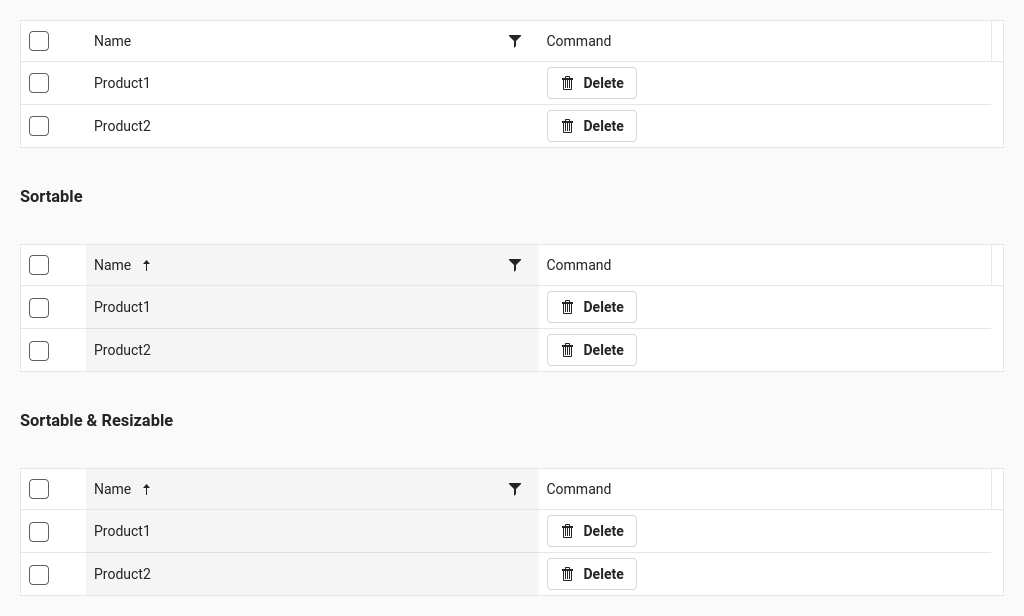 Name Command
Product1 Delete
Product2 Delete
Sortable
Name Command
Product1 Delete
Product2 Delete
Sortable & Resizable
Name Command
Product1 Delete
Product2 Delete